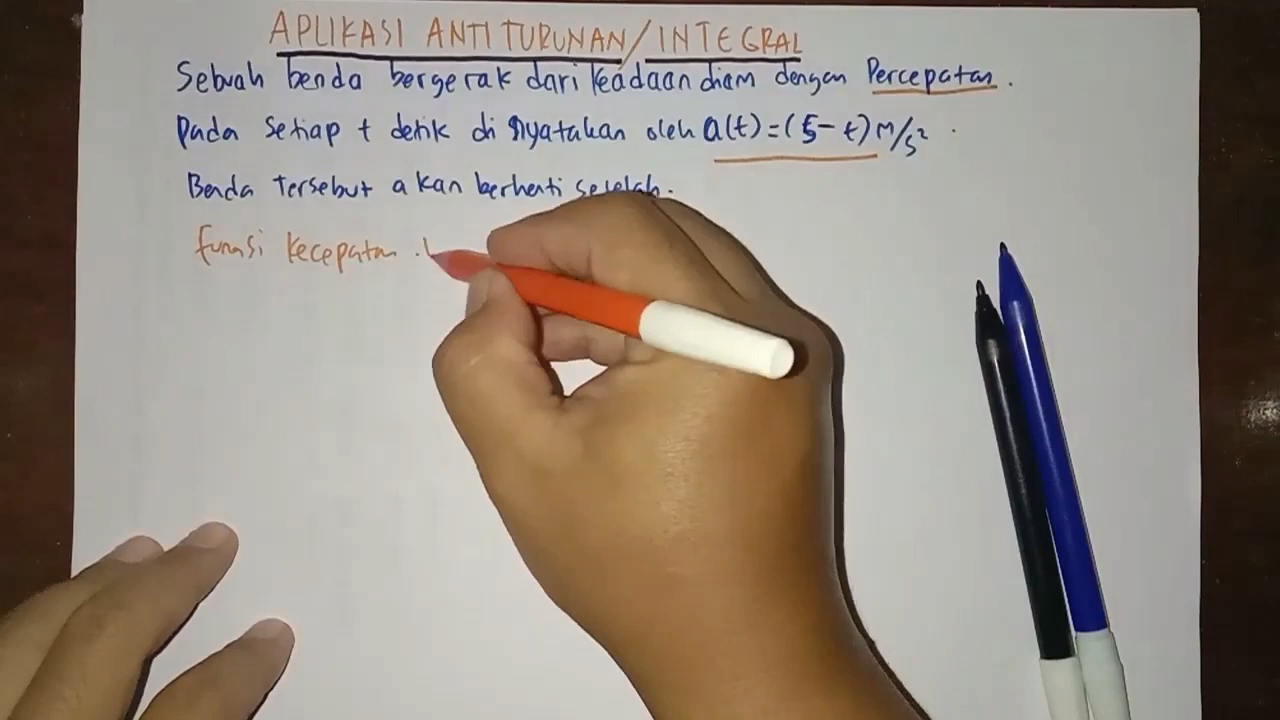 APLIKASI ANTI TURUNAN/INTEGRAL
Sebuah benda bergerak dari keadaan diam dengan Percepatan.
Pada Setiap t detik di nyatakan oleh a(t)=(5-t) m/s².
Benda tersebut akan berhenti setelah.
fungsi kecepatan :